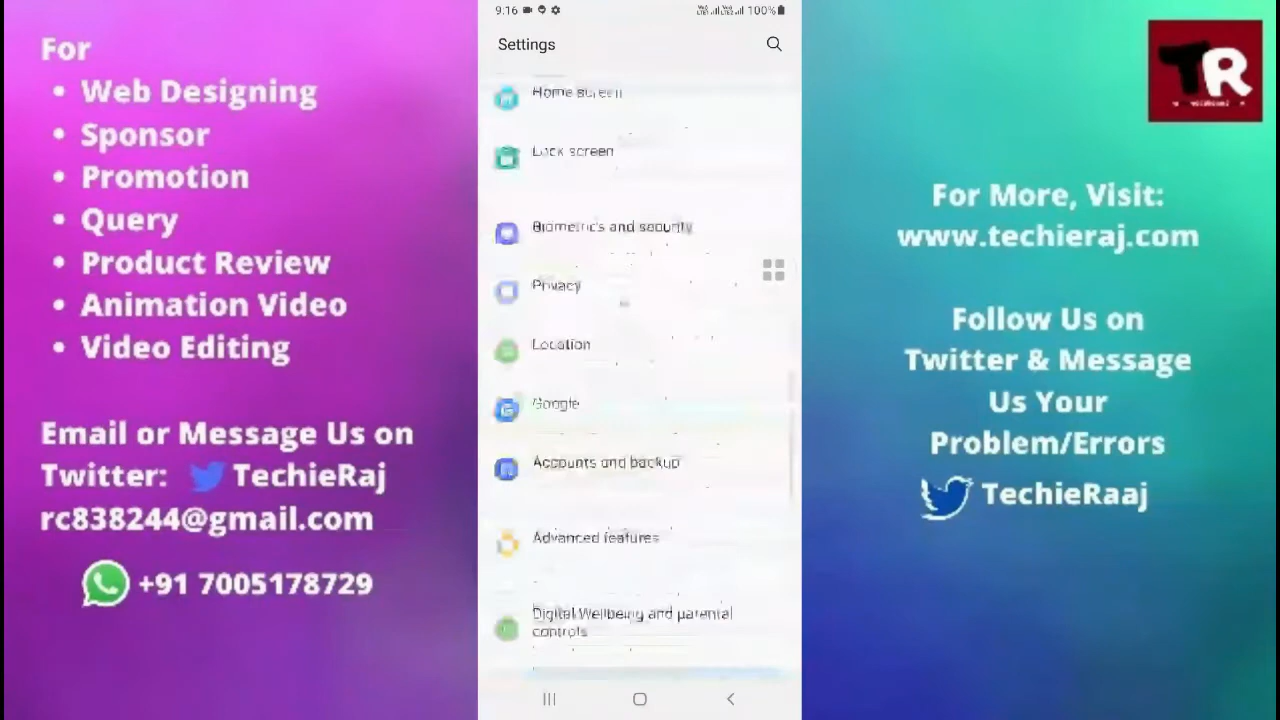 For
• Web Designing
• Sponsor
• Promotion
• Query
• Product Review
• Animation Video
• Video Editing
Email or Message Us on
Twitter: TechieRaj
rc838244@gmail.com
+91 7005178729
9:16
100%
Settings
Home screen
Lock screen
Biometrics and security
Privacy
Location
Google
Accounts and backup
Advanced features
Digital Wellbeing and parental
controls
TR
For More, Visit:
www.techieraj.com
Follow Us on
Twitter & Message
Us Your
Problem/Errors
TechieRaaj